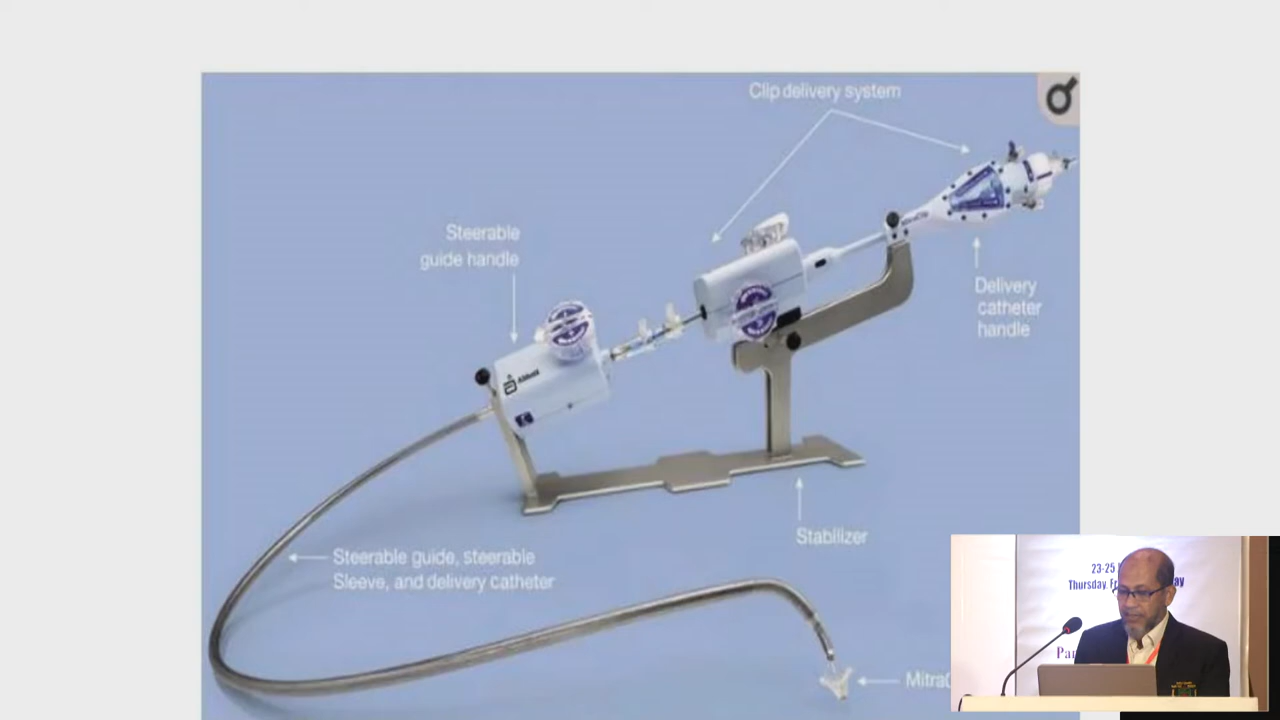 Clip delivery system
Steerable
guide handle
Delivery
catheter
handle
Abbott
Stabilizer
Steerable guide, steerable
Sleeve, and delivery catheter
23-25
Thursday,